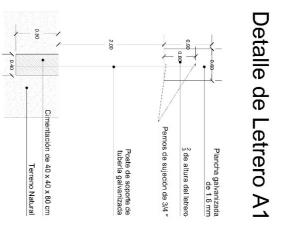 Detalle de Letrero A1
Plancha galvanizada
de 1.6 mm
2/3 de altura del letrero
Pernos de sujeción de 3/4 "
Poste de soporte de
tubería galvanizada
Cimentación de 40 x 40 x 80 cm
Terreno Natural
0.60
2.00
0.80
0.40